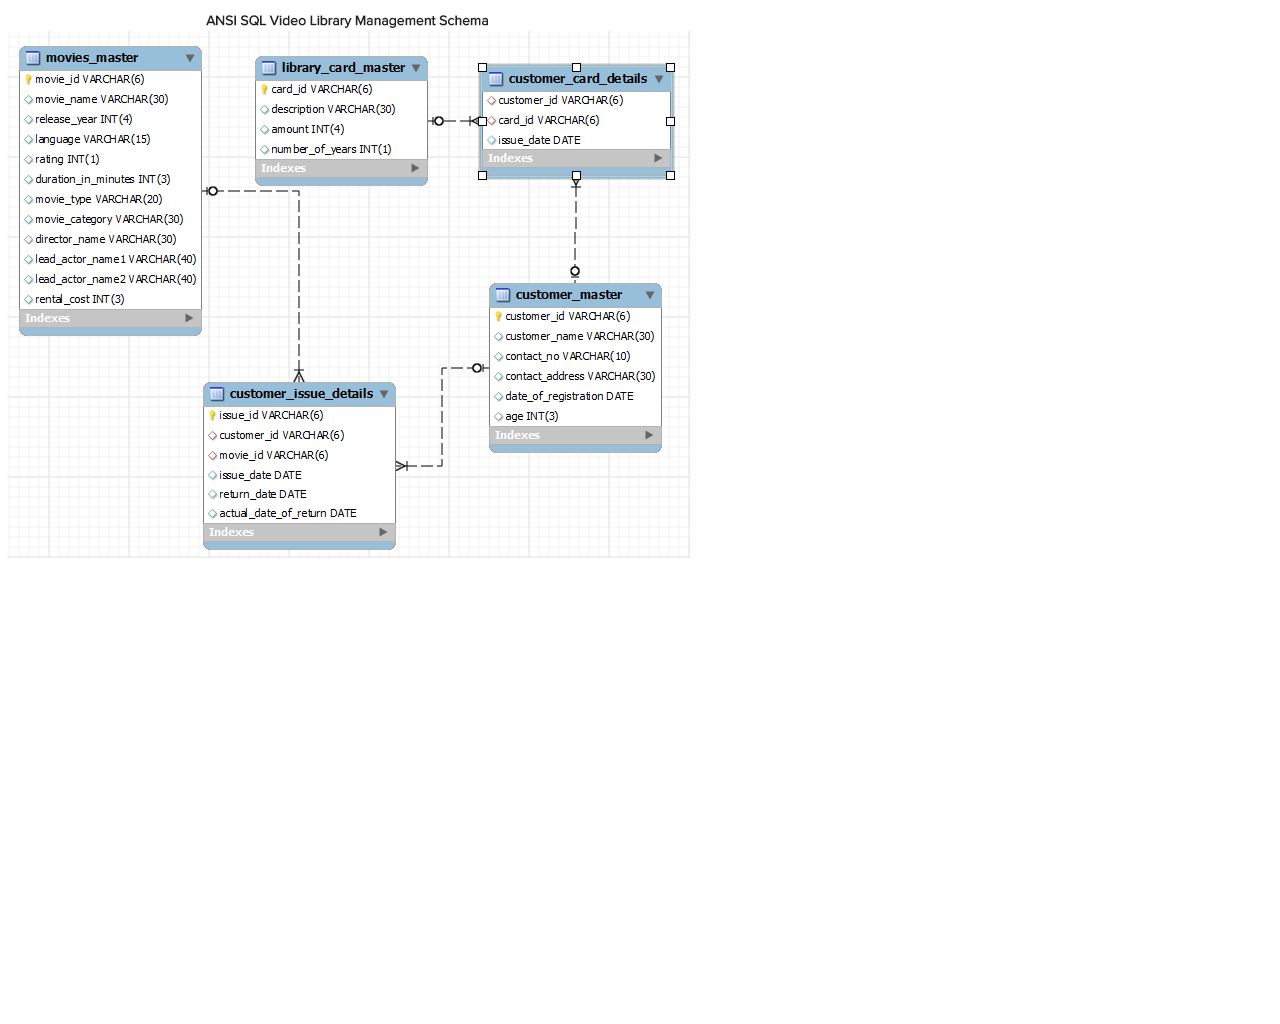 ANSI SQL Video Library Management Schema
movies_master
movie_id VARCHAR(6)
movie_name VARCHAR(30)
release_year INT(4)
language VARCHAR(15)
rating INT(1)
duration_in_minutes INT(3)
movie_type VARCHAR(20)
movie_category VARCHAR(30)
director_name VARCHAR(30)
lead_actor_name1 VARCHAR(40)
lead_actor_name2 VARCHAR(40)
rental_cost INT(3)
Indexes
library_card_master
card_id VARCHAR(6)
description VARCHAR(30)
amount INT(4)
number_of_years INT(1)
Indexes
customer_card_details
customer_id VARCHAR(6)
card_id VARCHAR(6)
issue_date DATE
Indexes
customer_master
customer_id VARCHAR(6)
customer_name VARCHAR(30)
contact_no VARCHAR(10)
contact_address VARCHAR(30)
date_of_registration DATE
age INT(3)
Indexes
customer_issue_details
issue_id VARCHAR(6)
customer_id VARCHAR(6)
movie_id VARCHAR(6)
issue_date DATE
return_date DATE
actual_date_of_return DATE
Indexes